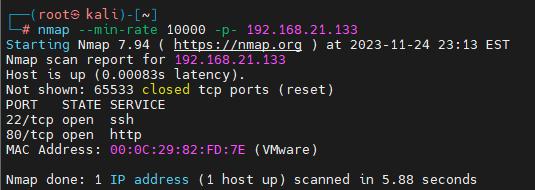 ┌──(root㉿ kali)-[~]
└─# nmap --min-rate 10000 -p- 192.168.21.133
Starting Nmap 7.94 ( https://nmap.org ) at 2023-11-24 23:13 EST
Nmap scan report for 192.168.21.133
Host is up (0.00083s latency).
Not shown: 65533 closed tcp ports (reset)
PORT   STATE SERVICE
22/tcp open  ssh
80/tcp open  http
MAC Address: 00:0C:29:82:FD:7E (VMware)
Nmap done: 1 IP address (1 host up) scanned in 5.88 seconds